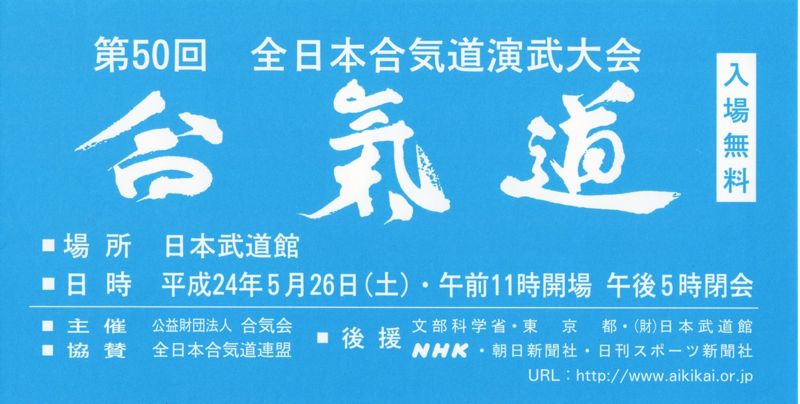 第50回　全日本合気道演武大会
合氣道
入場無料
■場所　日本武道館
■日時　平成24年5月26日(土)・午前11時開場 午後5時閉会
■主催　公益財団法人 合気会
■協賛　全日本合気道連盟
■後援　文部科学省・東京都・(財)日本武道館
NHK・朝日新聞社・日刊スポーツ新聞社
URL：http://www.aikikai.or.jp